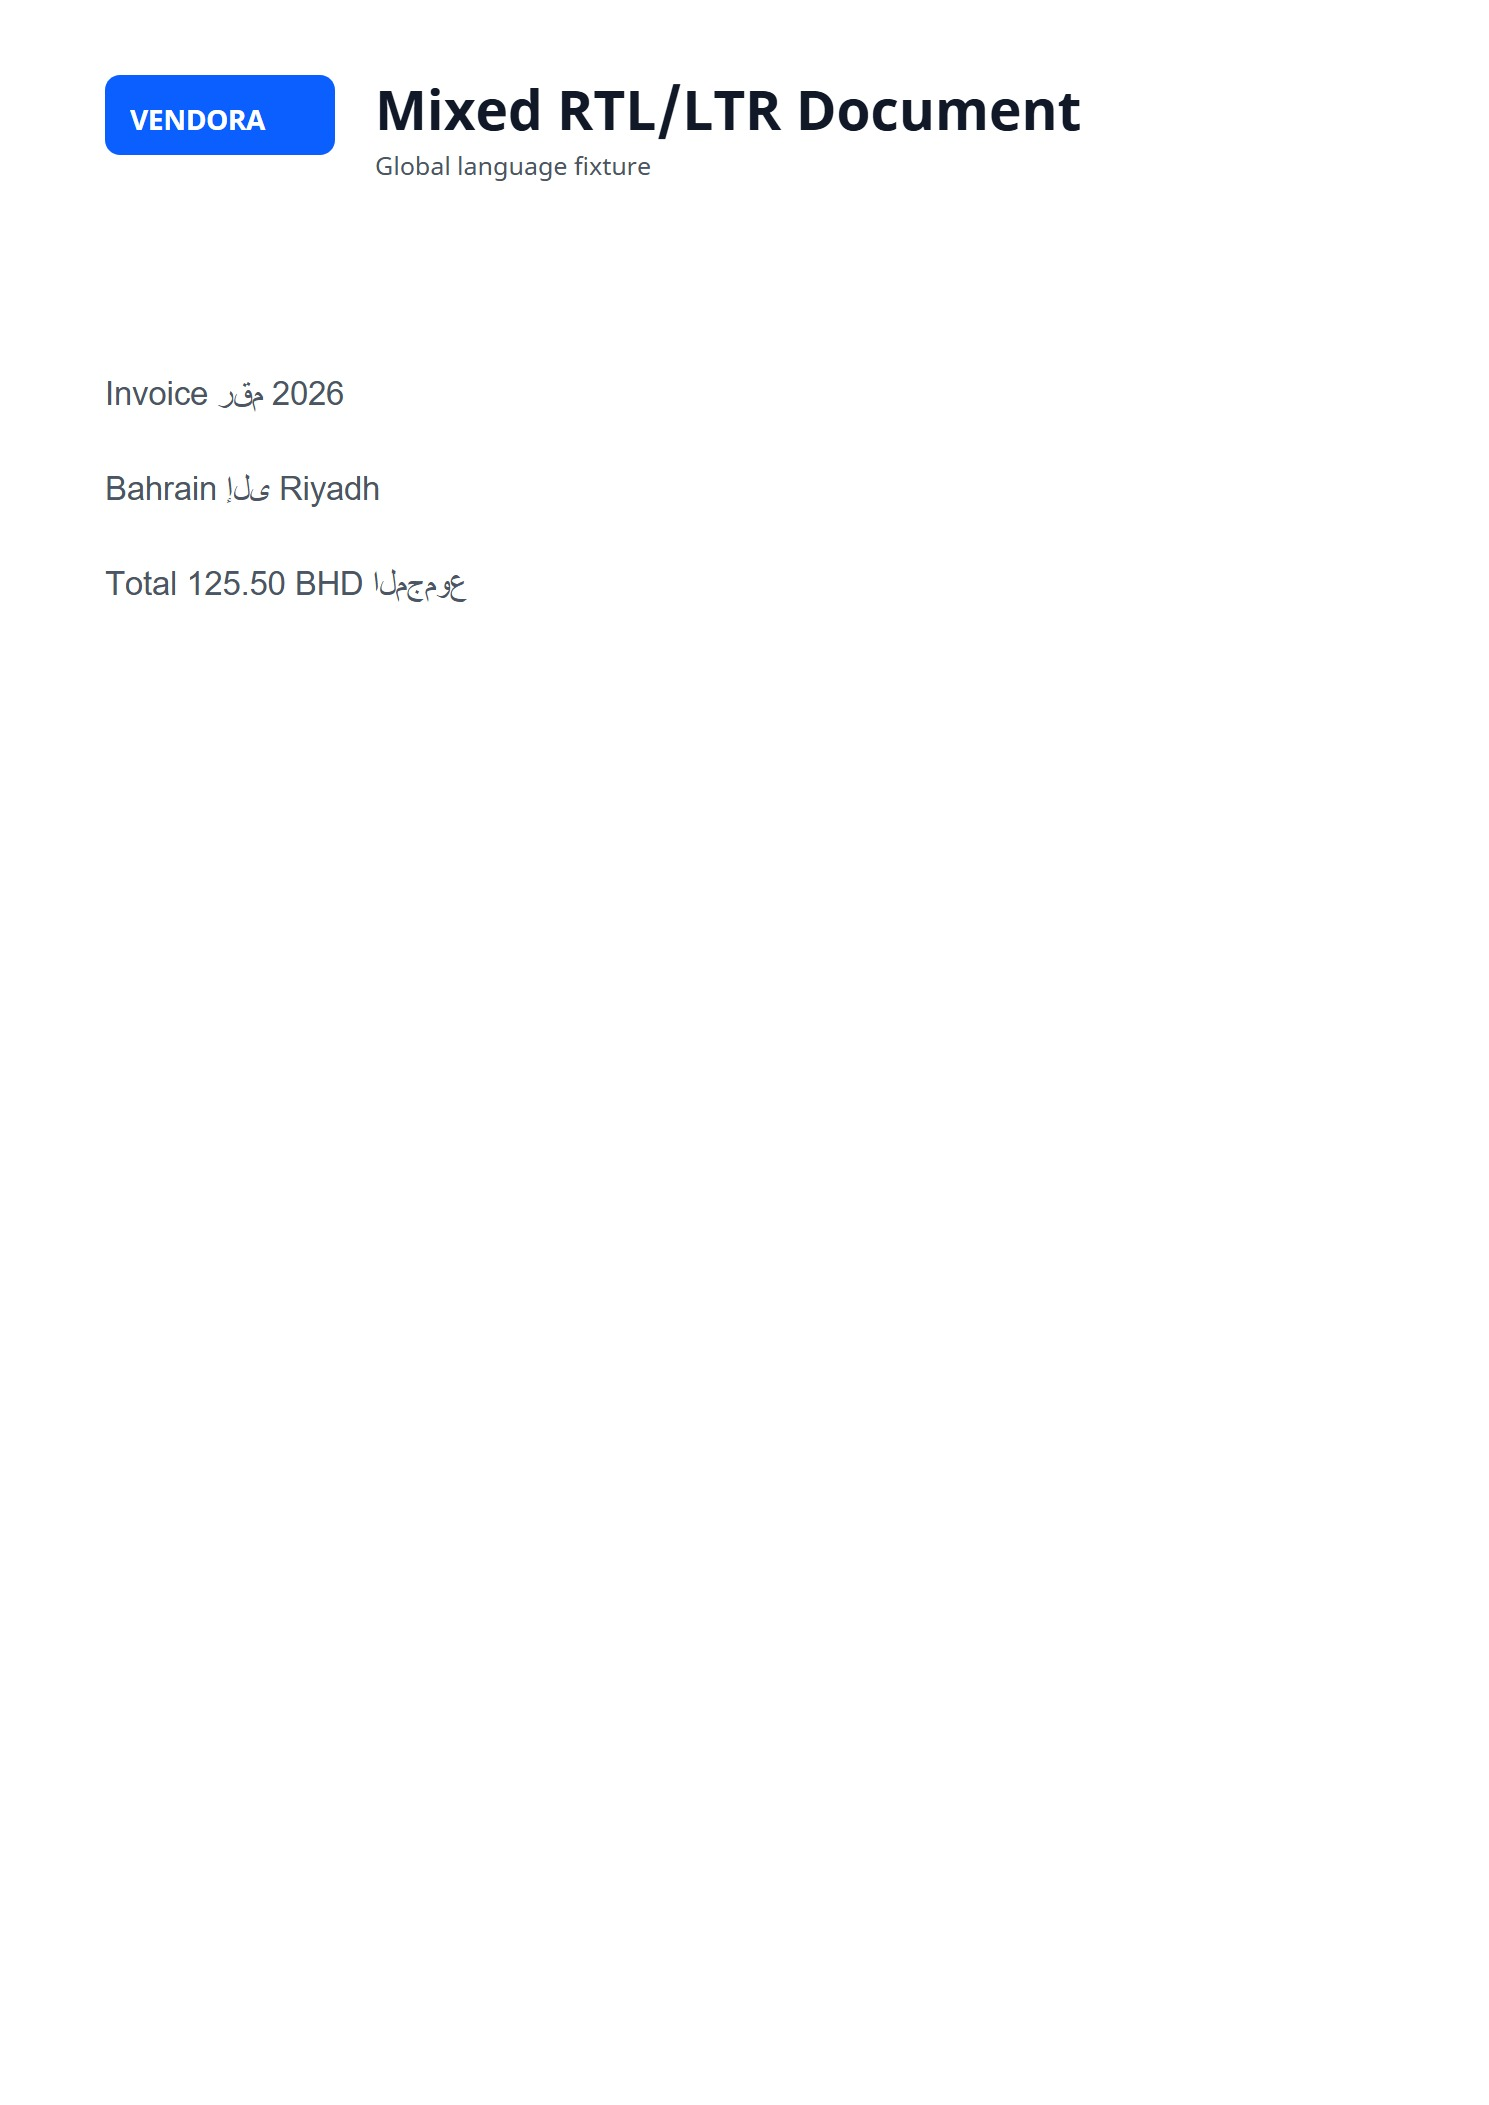 VENDORA
Mixed RTL/LTR Document
Global language fixture
Invoice رقم 2026
Bahrain إلى Riyadh
Total 125.50 BHD المجموع